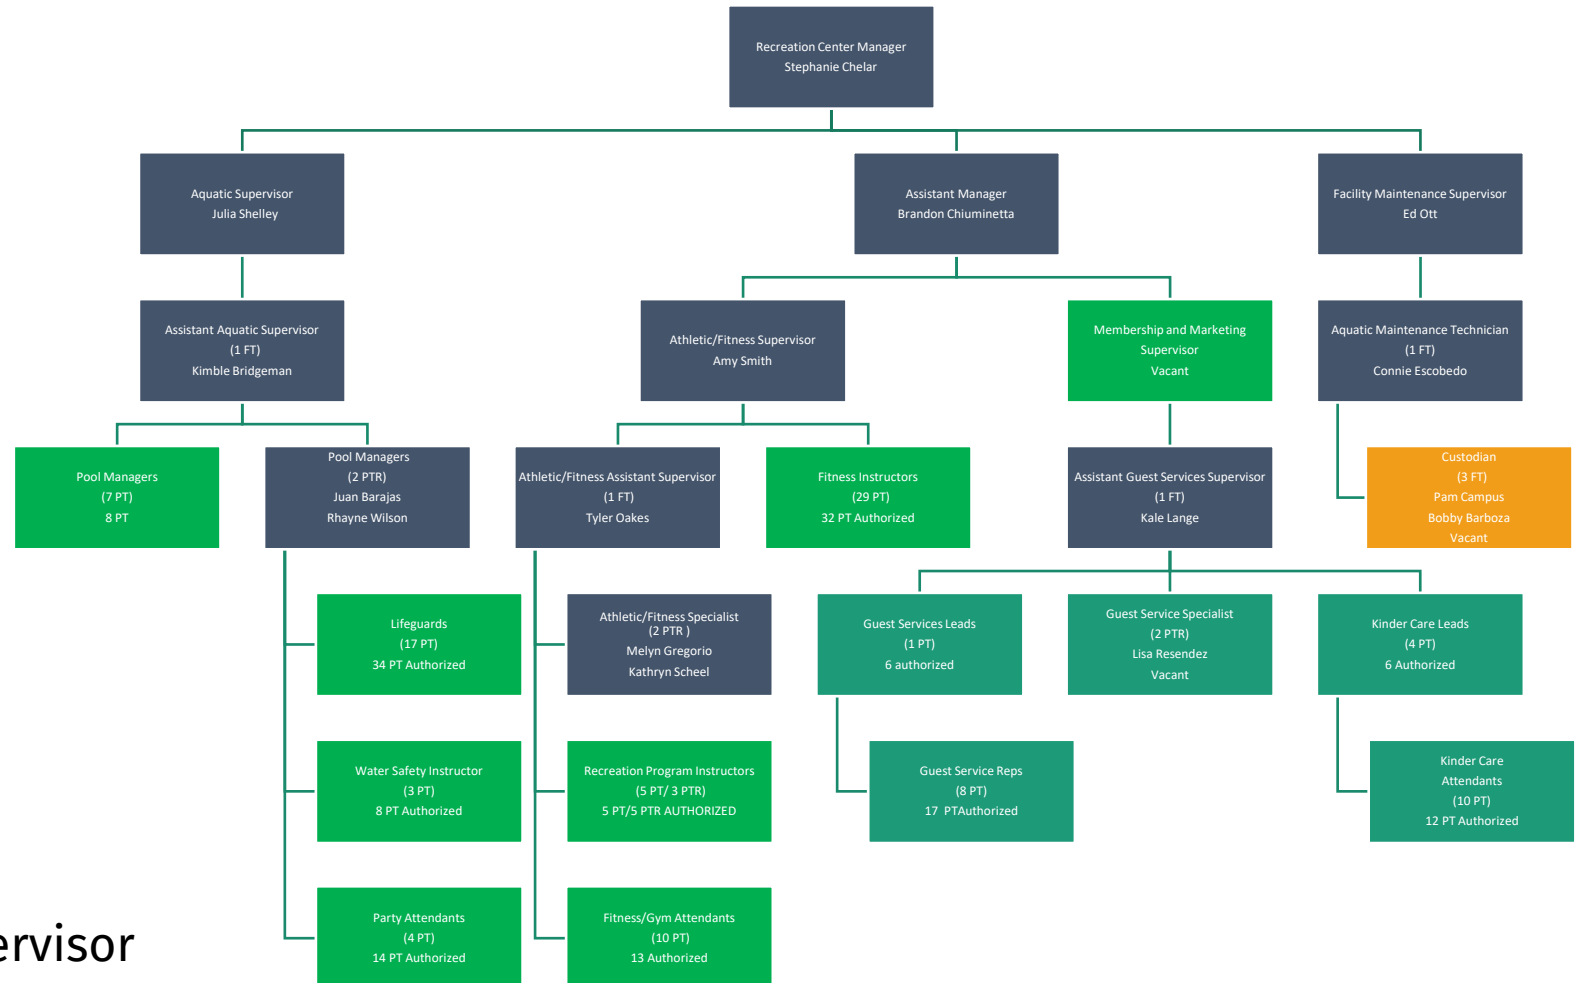 Recreation Center Manager
Stephanie Chelar
Aquatic Supervisor
Julia Shelley
Assistant Manager
Brandon Chiuminetta
Facility Maintenance Supervisor
Ed Ott
Assistant Aquatic Supervisor
(1 FT)
Kimble Bridgeman
Athletic/Fitness Supervisor
Amy Smith
Membership and Marketing
Supervisor
Vacant
Aquatic Maintenance Technician
(1 FT)
Connie Escobedo
Pool Managers
(7 PT)
8 PT
Pool Managers
(2 PTR)
Juan Barajas
Rhayne Wilson
Athletic/Fitness Assistant Supervisor
(1 FT)
Tyler Oakes
Fitness Instructors
(29 PT)
32 PT Authorized
Assistant Guest Services Supervisor
(1 FT)
Kale Lange
Custodian
(3 FT)
Pam Campus
Bobby Barboza
Vacant
Lifeguards
(17 PT)
34 PT Authorized
Athletic/Fitness Specialist
(2 PTR )
Melyn Gregorio
Kathryn Scheel
Guest Services Leads
(1 PT)
6 authorized
Guest Service Specialist
(2 PTR)
Lisa Resendez
Vacant
Kinder Care Leads
(4 PT)
6 Authorized
Water Safety Instructor
(3 PT)
8 PT Authorized
Recreation Program Instructors
(5 PT/ 3 PTR)
5 PT/5 PTR AUTHORIZED
Guest Service Reps
(8 PT)
17 PTAuthorized
Kinder Care
Attendants
(10 PT)
12 PT Authorized
Party Attendants
(4 PT)
14 PT Authorized
Fitness/Gym Attendants
(10 PT)
13 Authorized
ervisor